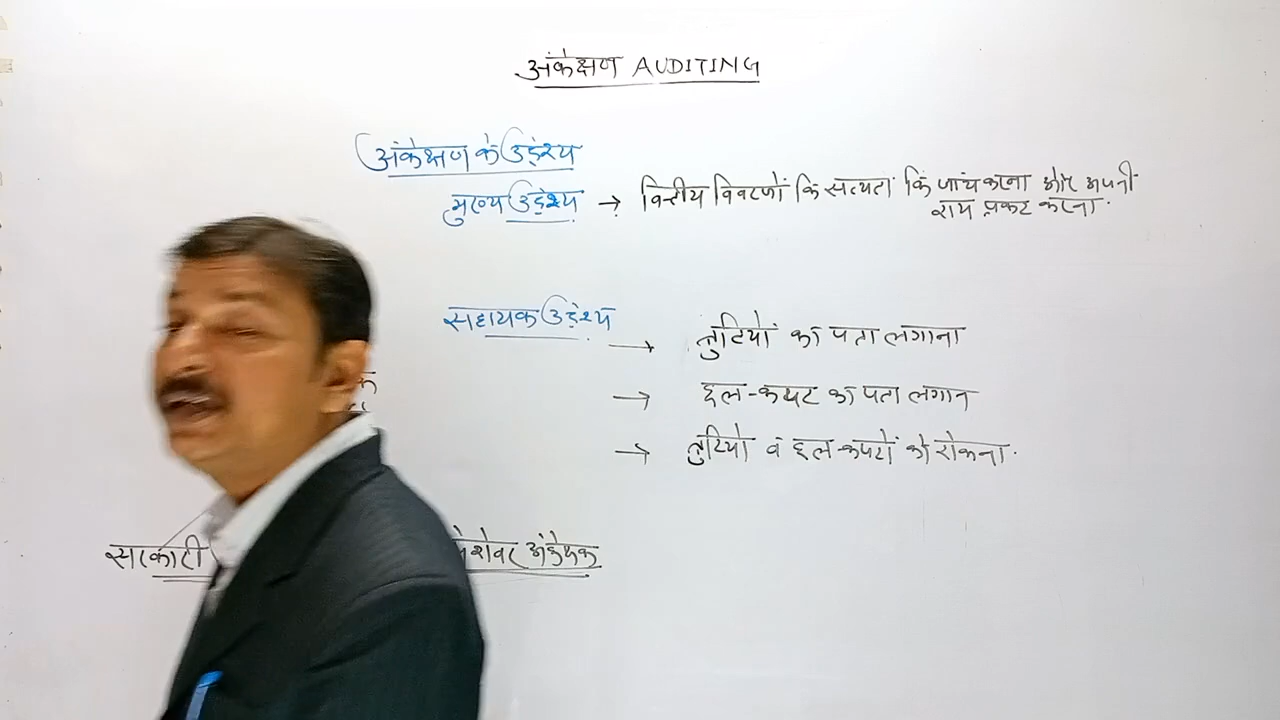 अंकेक्षण AUDITING
अंकेक्षण के उद्देश्य
मुख्य उद्देश्य → वित्तीय विवरणों कि सत्यता कि जांच करना और अपनी
राय प्रकट करना.
सहायक उद्देश्य
→ त्रुटियों का पता लगाना
→ छल-कपट का पता लगान
→ त्रुटियो व छल-कपटों को रोकना.
सरकारी
अंकेक्षक